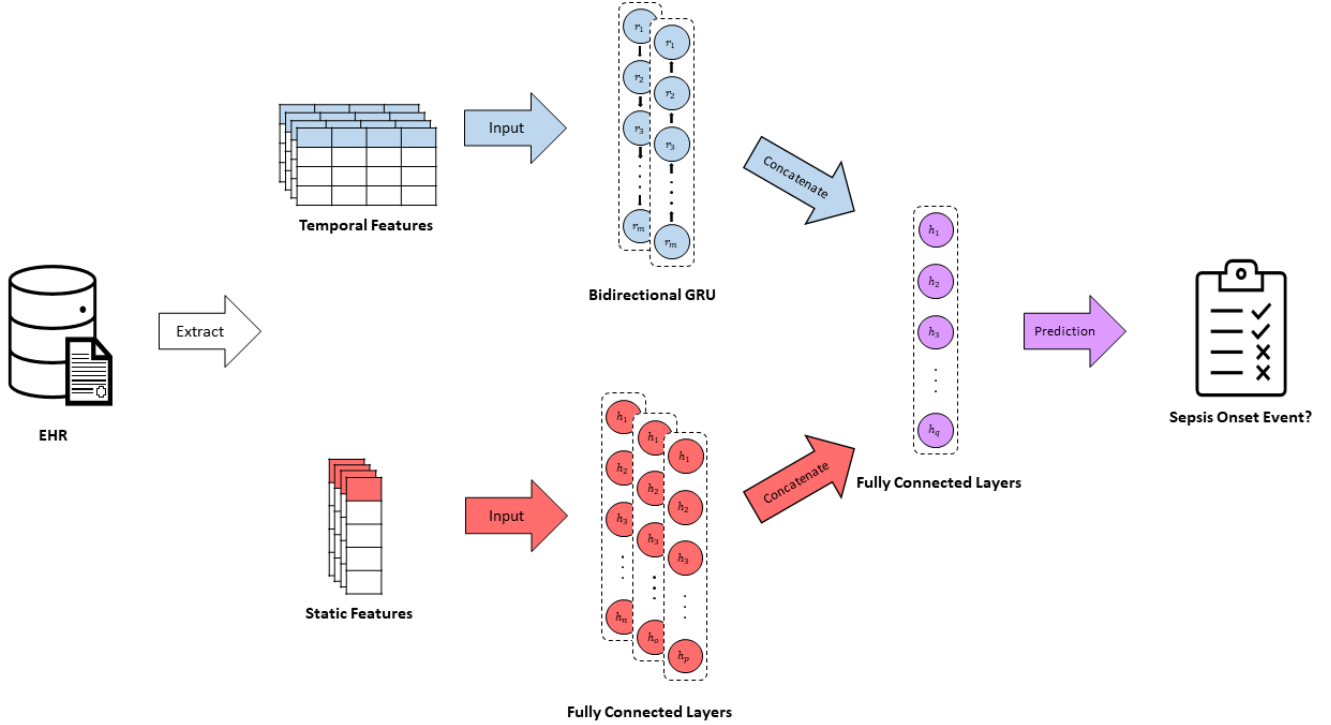 EHR
Extract
Temporal Features
Input
r₁
r₂
r₃
rₘ
r₁
r₂
r₃
rₘ
Bidirectional GRU
Concatenate
Static Features
Input
h₁
h₂
h₃
hₙ
h₁
h₂
h₃
hₒ
h₁
h₂
h₃
hₚ
Fully Connected Layers
Concatenate
h₁
h₂
h₃
h_q
Fully Connected Layers
Prediction
Sepsis Onset Event?